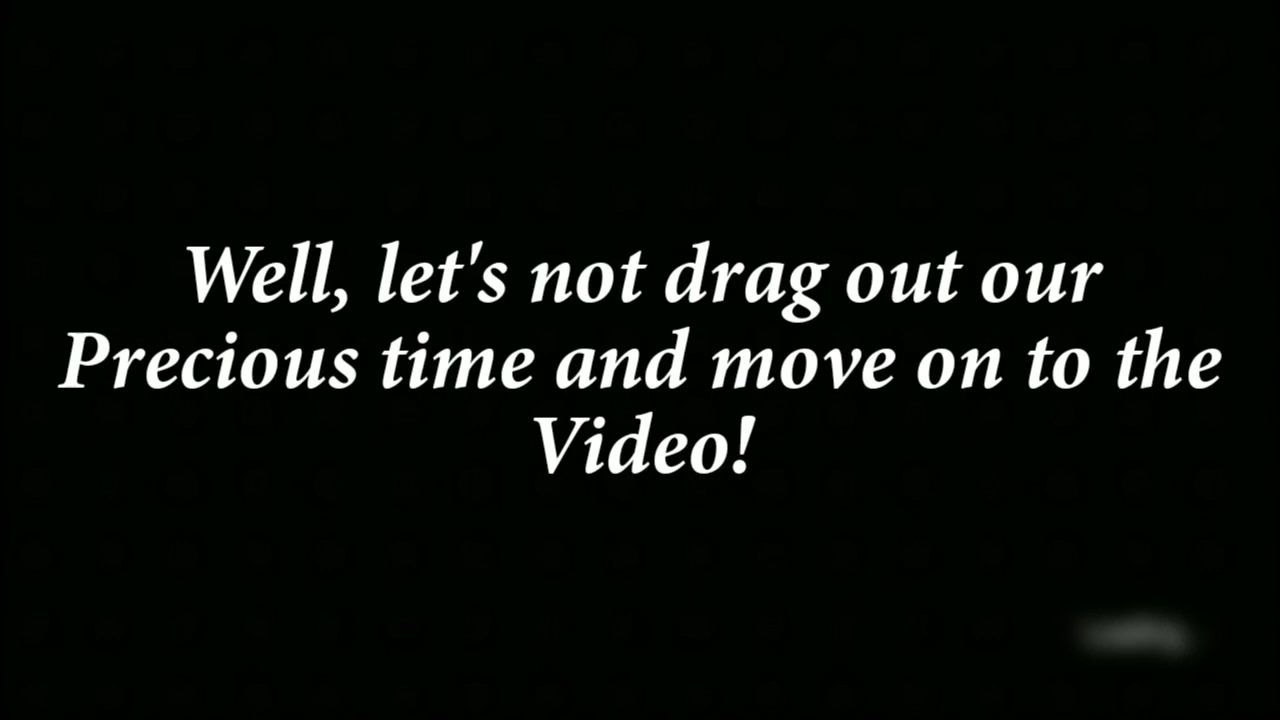 Well, let's not drag out our
Precious time and move on to the
Video!